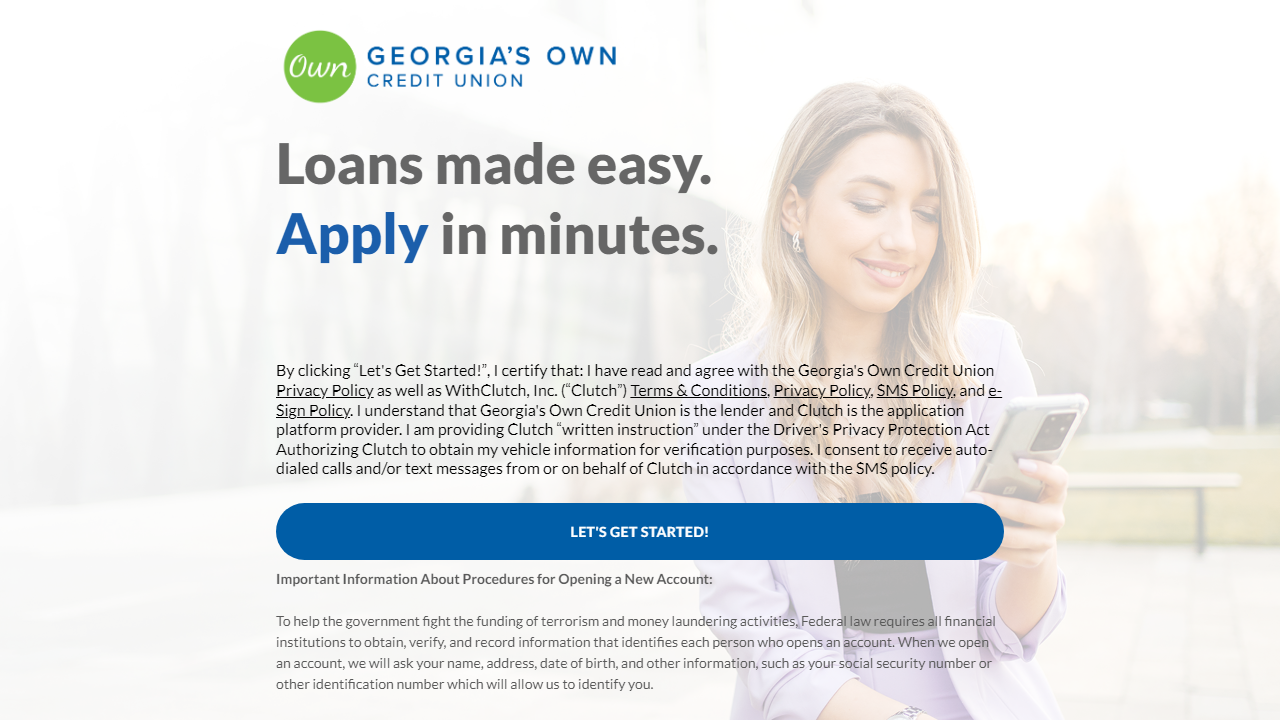 Own
GEORGIA'S OWN
CREDIT UNION
Loans made easy.
Apply in minutes.
By clicking “Let's Get Started!”, I certify that: I have read and agree with the Georgia's Own Credit Union
Privacy Policy as well as WithClutch, Inc. (“Clutch”) Terms & Conditions, Privacy Policy, SMS Policy, and e-
Sign Policy. I understand that Georgia's Own Credit Union is the lender and Clutch is the application
platform provider. I am providing Clutch “written instruction” under the Driver's Privacy Protection Act
Authorizing Clutch to obtain my vehicle information for verification purposes. I consent to receive auto-
dialed calls and/or text messages from or on behalf of Clutch in accordance with the SMS policy.
LET'S GET STARTED!
Important Information About Procedures for Opening a New Account:
To help the government fight the funding of terrorism and money laundering activities, Federal law requires all financial
institutions to obtain, verify, and record information that identifies each person who opens an account. When we open
an account, we will ask your name, address, date of birth, and other information, such as your social security number or
other identification number which will allow us to identify you.